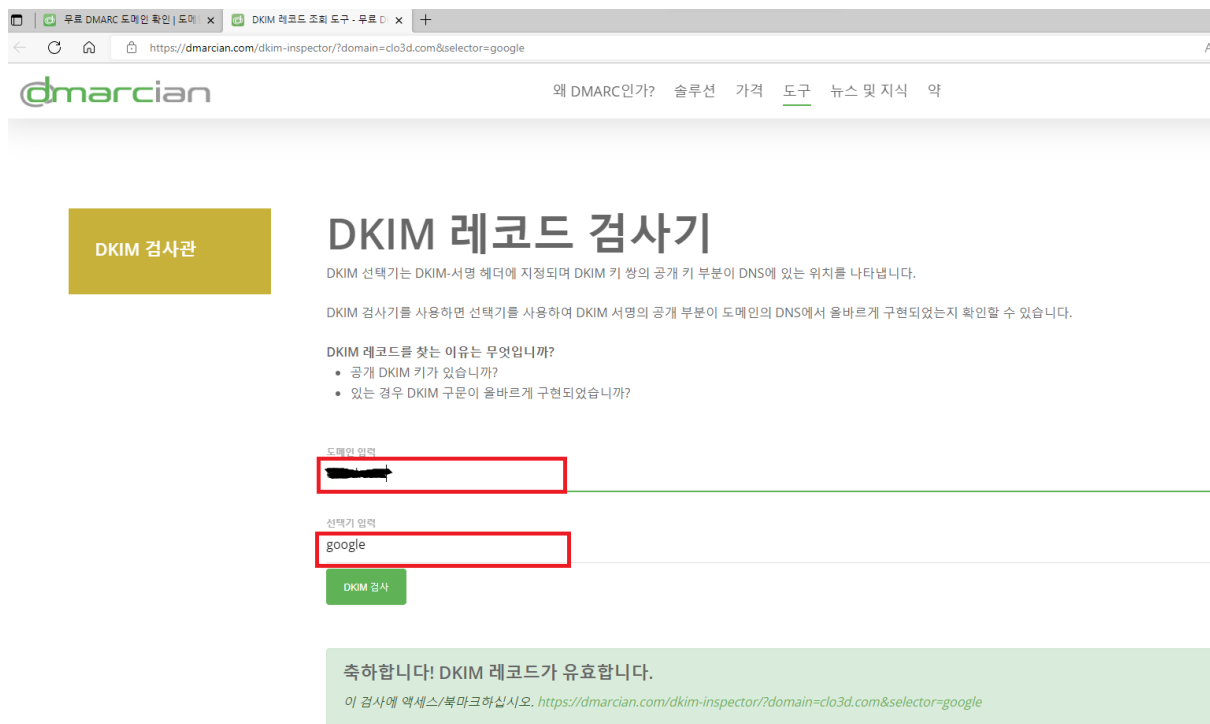 무료 DMARC 도메인 확인 | 도메
DKIM 레코드 조회 도구 - 무료 D
https://dmarcian.com/dkim-inspector/?domain=clo3d.com&selector=google
dmarcian
왜 DMARC인가? 솔루션 가격 도구 뉴스 및 지식 약
DKIM 검사관
DKIM 레코드 검사기
DKIM 선택기는 DKIM-서명 헤더에 지정되며 DKIM 키 쌍의 공개 키 부분이 DNS에 있는 위치를 나타냅니다.
DKIM 검사기를 사용하면 선택기를 사용하여 DKIM 서명의 공개 부분이 도메인의 DNS에서 올바르게 구현되었는지 확인할 수 있습니다.
DKIM 레코드를 찾는 이유는 무엇입니까?
• 공개 DKIM 키가 있습니까?
• 있는 경우 DKIM 구문이 올바르게 구현되었습니까?
도메인 입력
선택기 입력
google
DKIM 검사
축하합니다! DKIM 레코드가 유효합니다.
이 검사에 액세스/북마크하십시오. https://dmarcian.com/dkim-inspector/?domain=clo3d.com&selector=google